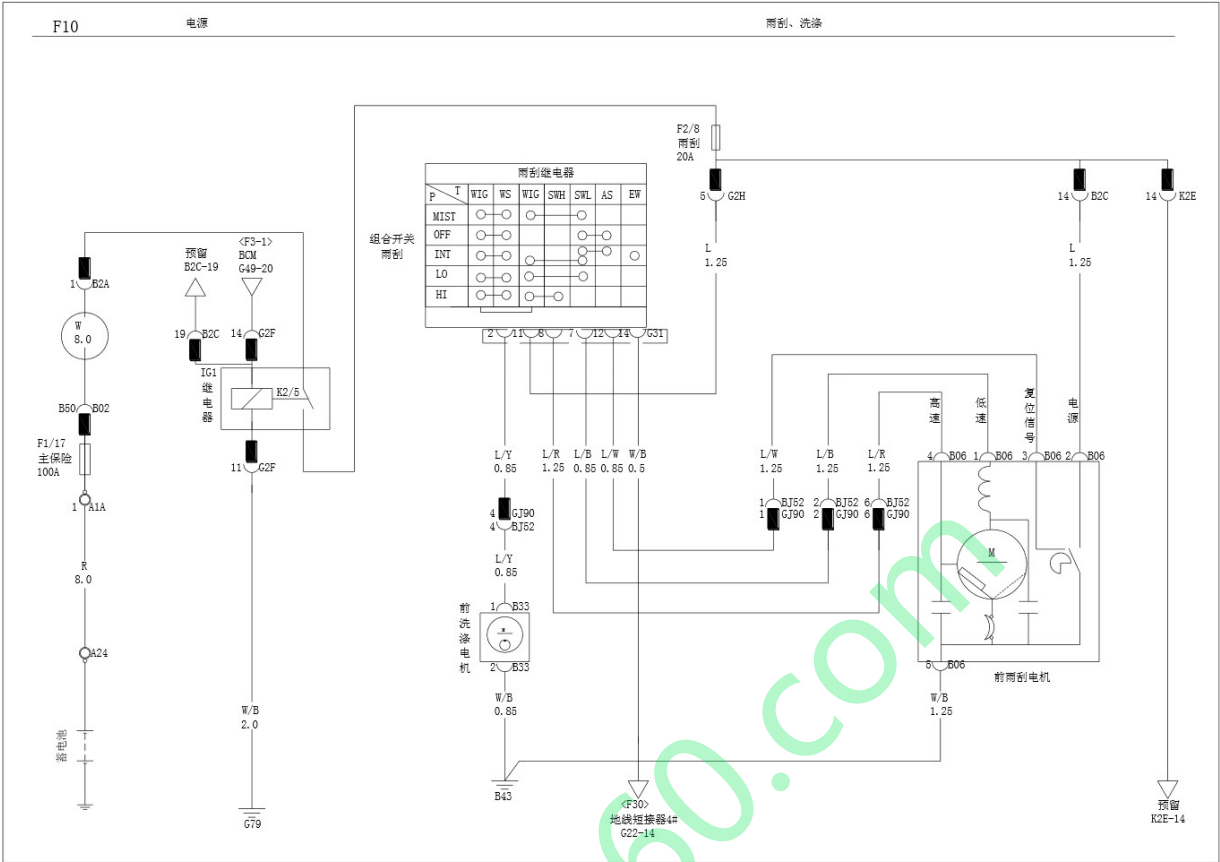 F10
电源
雨刮、洗涤
F2/8
雨刮
20A
雨刮继电器
P T WIG WS WIG SWH SWL AS EW
MIST
OFF
INT
LO
HI
组合开关
雨刮
5 G2H
14 B2C
14 K2E
L
1.25
L
1.25
预留
B2C-19
<F3-1>
BCM
G49-20
1 B2A
W
8.0
19 B2C 14 G2F
IG1
继电器
K2/5
2 11 8 7 12 14 G31
B50 B02
F1/17
主保险
100A
11 G2F
1 A1A
高速
低速
复位信号
电源
L/Y
0.85
L/R
1.25
L/B
0.85
L/W
0.85
W/B
0.5
L/W
1.25
L/B
1.25
L/R
1.25
4 B06 1 B06 3 B06 2 B06
4 GJ90
4 BJ52
1 BJ52
1 GJ90
2 BJ52
2 GJ90
6 BJ52
6 GJ90
M
R
8.0
L/Y
0.85
1 B33
前洗涤电机
2 B33
A24
5 B06
前雨刮电机
W/B
2.0
W/B
0.85
W/B
1.25
蓄电池
B43
G79
<F30>
地线短接器4#
G22-14
预留
K2E-14
60.com